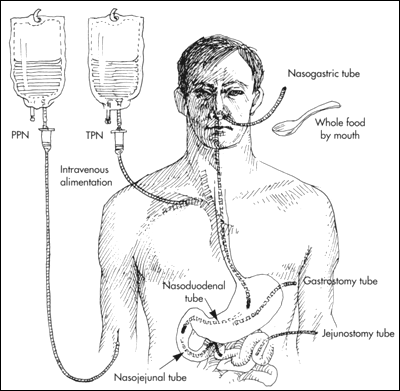 Nasogastric tube
Whole food
by mouth
PPN
TPN
Intravenous
alimentation
Nasoduodenal
tube
Gastrostomy tube
Jejunostomy tube
Nasojejunal tube